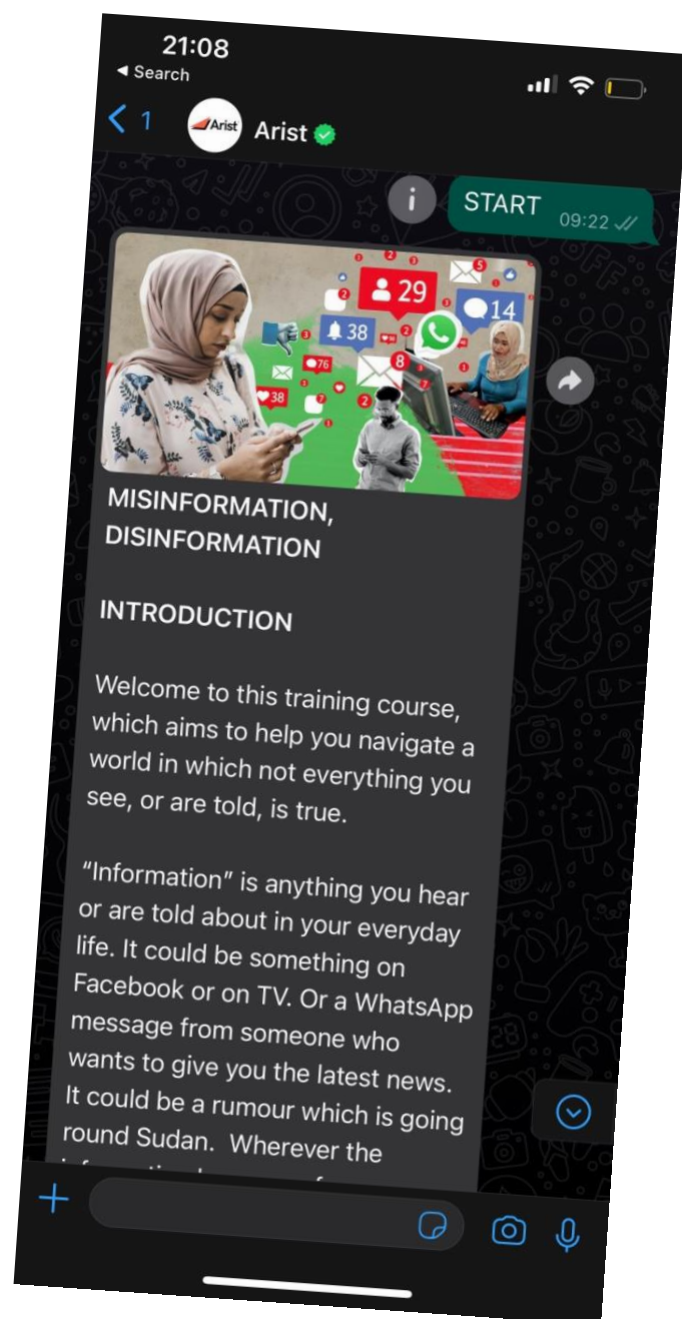 21:08
◀ Search
1
Arist
Arist
START
09:22
29
5
14
2
38
76
8
38
2
MISINFORMATION,
DISINFORMATION
INTRODUCTION
Welcome to this training course,
which aims to help you navigate a
world in which not everything you
see, or are told, is true.
“Information” is anything you hear
or are told about in your everyday
life. It could be something on
Facebook or on TV. Or a WhatsApp
message from someone who
wants to give you the latest news.
It could be a rumour which is going
round Sudan.  Wherever the